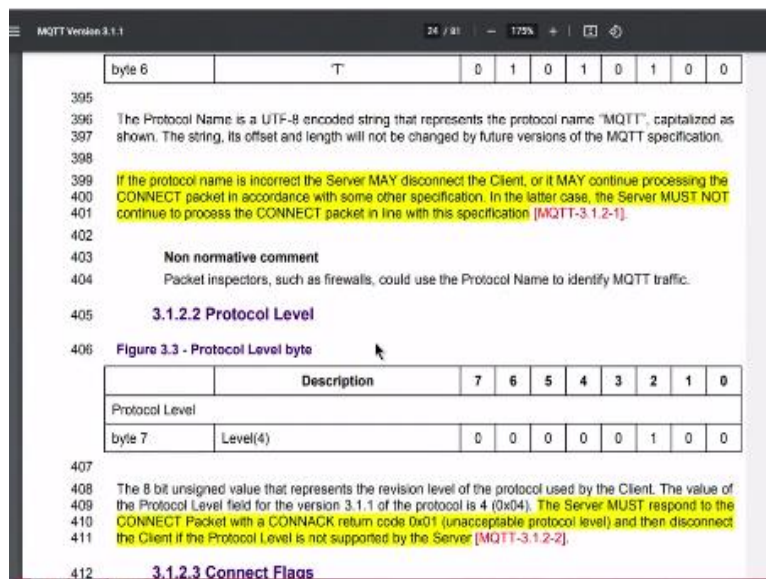 MQTT Version 3.1.1 24 / 81 175%
byte 6 'T' 0 1 0 1 0 1 0 0
395
396 The Protocol Name is a UTF-8 encoded string that represents the protocol name "MQTT", capitalized as
397 shown. The string, its offset and length will not be changed by future versions of the MQTT specification.
398
399 If the protocol name is incorrect the Server MAY disconnect the Client, or it MAY continue processing the
400 CONNECT packet in accordance with some other specification. In the latter case, the Server MUST NOT
401 continue to process the CONNECT packet in line with this specification [MQTT-3.1.2-1].
402
403 Non normative comment
404 Packet inspectors, such as firewalls, could use the Protocol Name to identify MQTT traffic.
405 3.1.2.2 Protocol Level
406 Figure 3.3 - Protocol Level byte
Description 7 6 5 4 3 2 1 0
Protocol Level
byte 7 Level(4) 0 0 0 0 0 1 0 0
407
408 The 8 bit unsigned value that represents the revision level of the protocol used by the Client. The value of
409 the Protocol Level field for the version 3.1.1 of the protocol is 4 (0x04). The Server MUST respond to the
410 CONNECT Packet with a CONNACK return code 0x01 (unacceptable protocol level) and then disconnect
411 the Client if the Protocol Level is not supported by the Server [MQTT-3.1.2-2].
412 3.1.2.3 Connect Flags